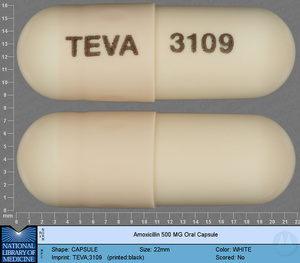 TEVA 3109
Amoxicillin 500 MG Oral Capsule
NATIONAL
LIBRARY OF
MEDICINE
Shape: CAPSULE Size: 22mm Color: WHITE
Imprint: TEVA;3109 (printed:black) Scored: No
mm